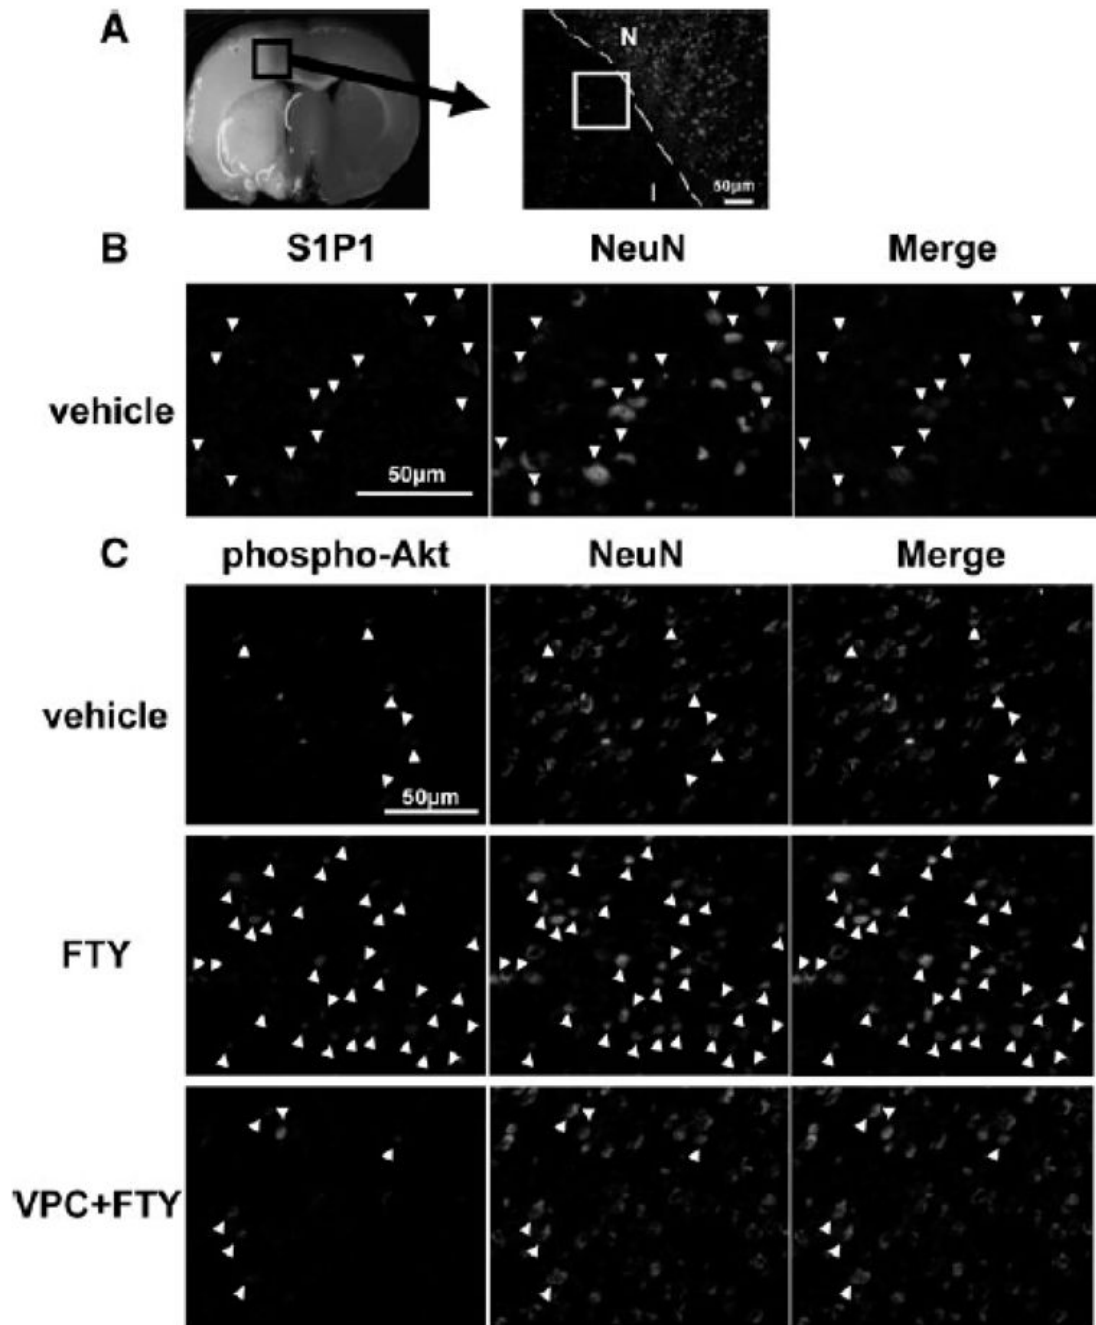 A
N
I
50µm
B S1P1 NeuN Merge
vehicle
50µm
C phospho-Akt NeuN Merge
vehicle
50µm
FTY
VPC+FTY